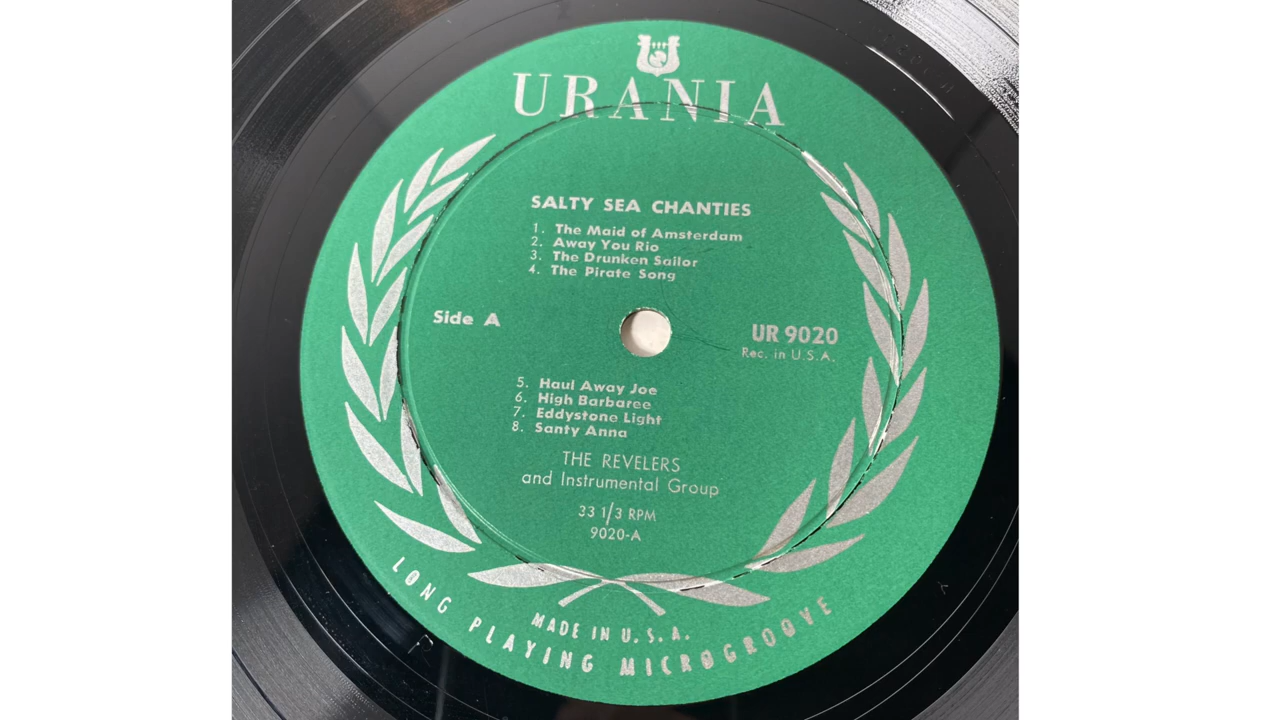 URANIA
SALTY SEA CHANTIES
1. The Maid of Amsterdam
2. Away You Rio
3. The Drunken Sailor
4. The Pirate Song
Side A
UR 9020
Rec. in U.S.A.
5. Haul Away Joe
6. High Barbaree
7. Eddystone Light
8. Santy Anna
THE REVELERS
and Instrumental Group
33 1/3 RPM
9020-A
MADE IN U.S.A.
LONG PLAYING MICROGROOVE